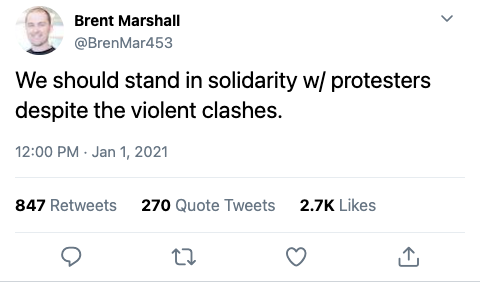 Brent Marshall
@BrenMar453
We should stand in solidarity w/ protesters
despite the violent clashes.
12:00 PM · Jan 1, 2021
847 Retweets 270 Quote Tweets 2.7K Likes